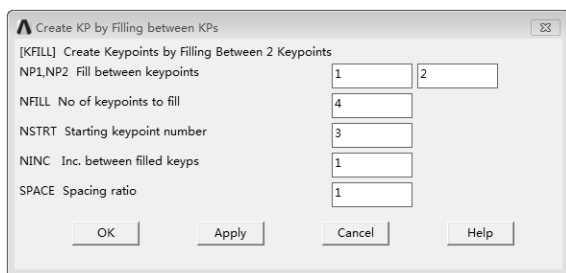 Create KP by Filling between KPs
[KFILL] Create Keypoints by Filling Between 2 Keypoints
NP1,NP2 Fill between keypoints 1 2
NFILL No of keypoints to fill 4
NSTRT Starting keypoint number 3
NINC Inc. between filled keyps 1
SPACE Spacing ratio 1
OK Apply Cancel Help